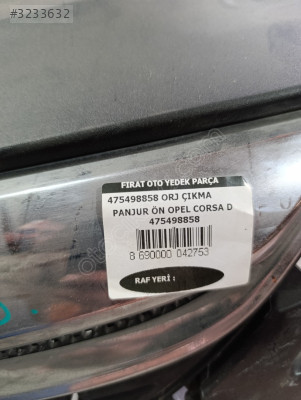 #3233632
FIRAT OTO YEDEK PARÇA
475498858 ORJ ÇIKMA
PANJUR ÖN OPEL CORSA D
475498858
8 690000 042753
RAF YERİ :